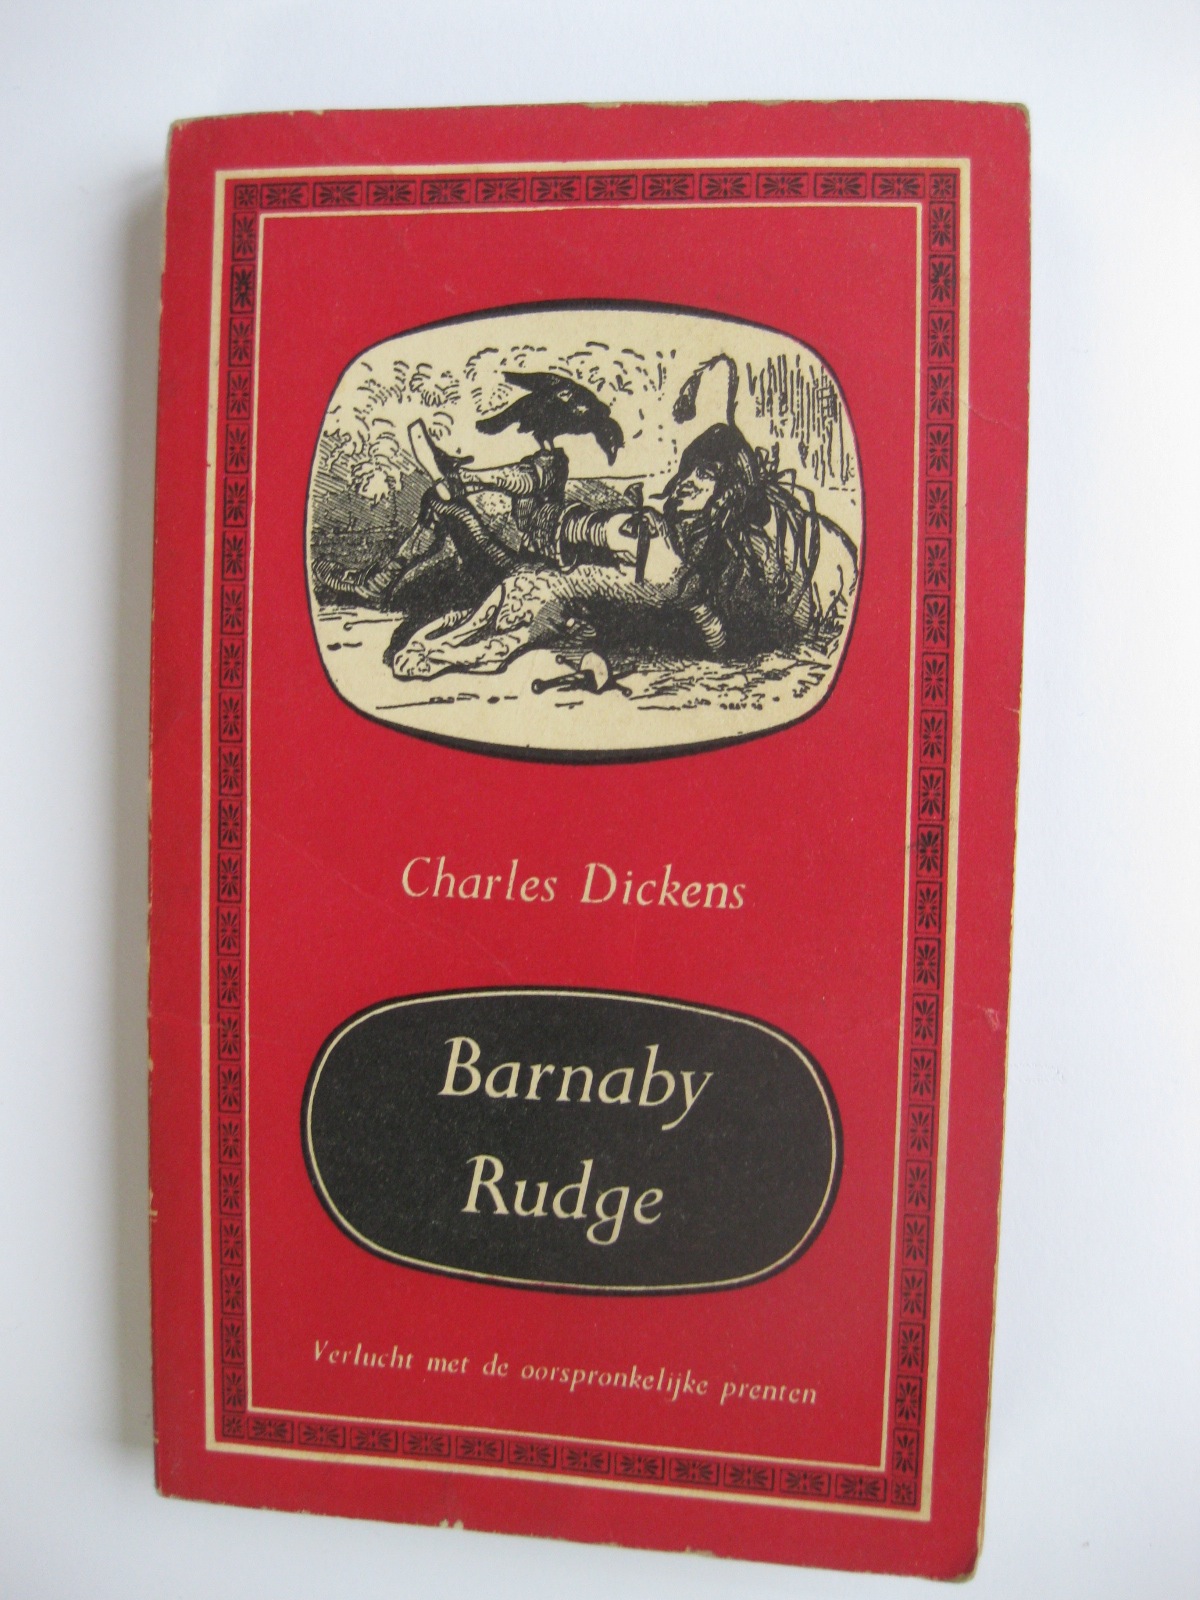 Charles Dickens
Barnaby
Rudge
Verlucht met de oorspronkelijke prenten